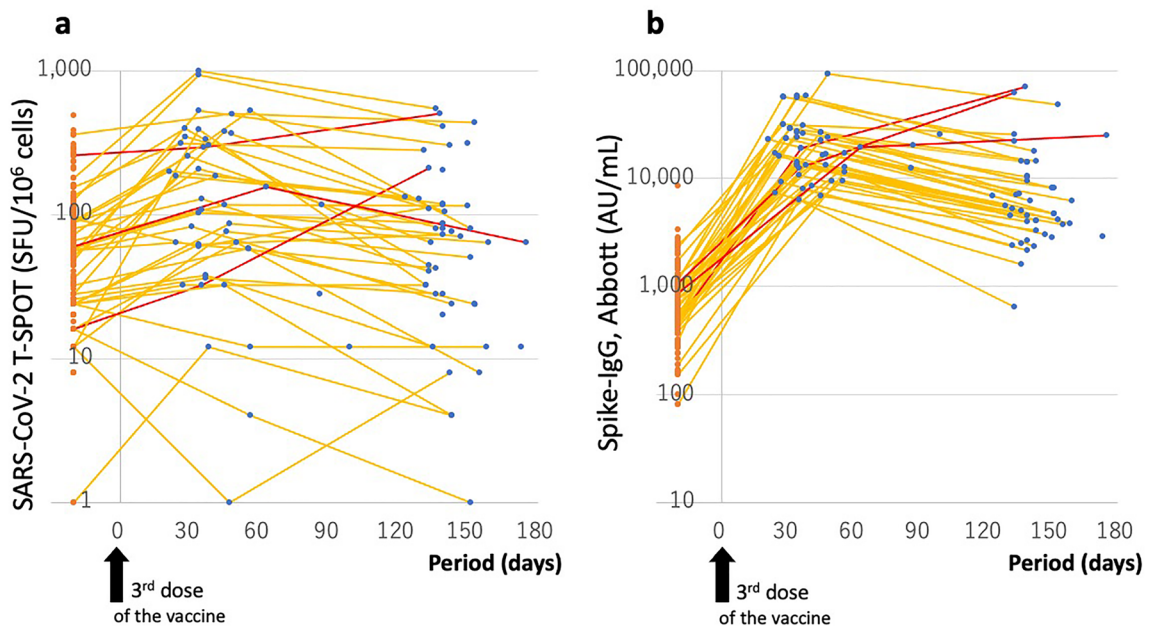 a
SARS-CoV-2 T-SPOT (SFU/10⁶ cells)
1,000
100
10
1
0 30 60 90 120 150 180
Period (days)
3rd dose
of the vaccine
b
Spike-IgG, Abbott (AU/mL)
100,000
10,000
1,000
100
10
0 30 60 90 120 150 180
Period (days)
3rd dose
of the vaccine